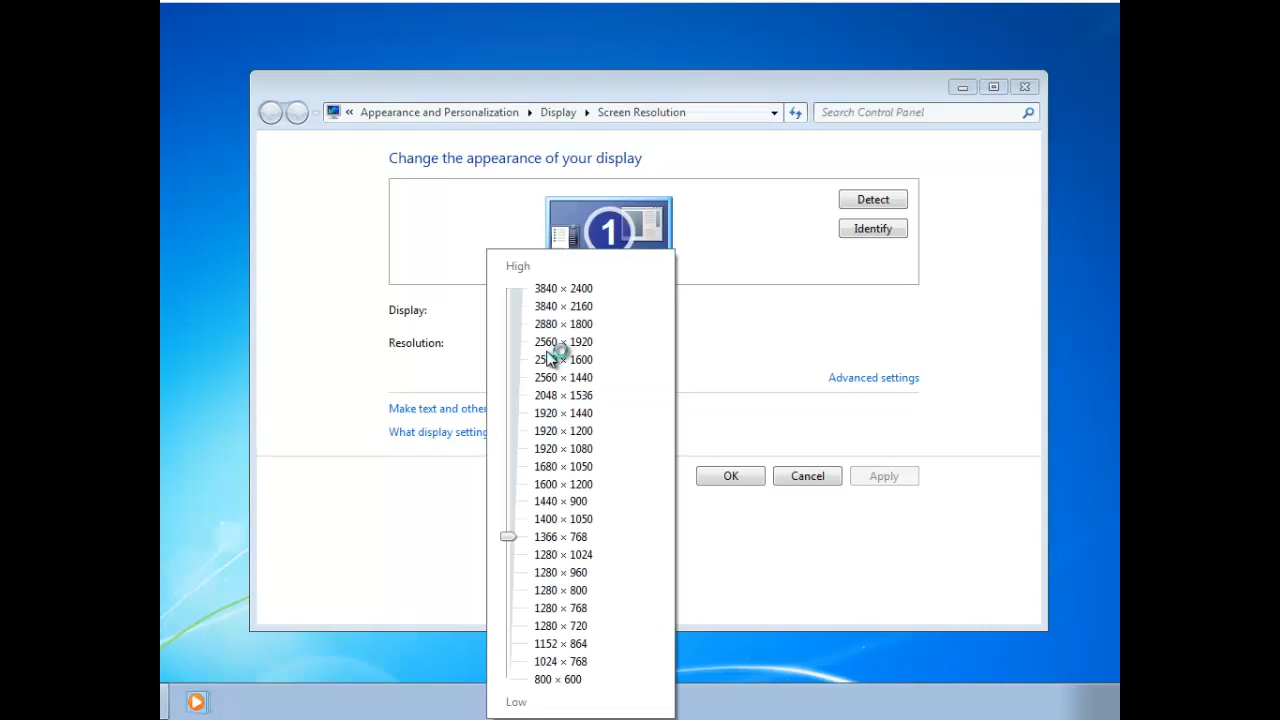 « Appearance and Personalization Display Screen Resolution
Search Control Panel
Change the appearance of your display
1
Detect
Identify
Display:
Resolution:
High
3840 × 2400
3840 × 2160
2880 × 1800
2560 × 1920
× 1600
2560 × 1440
2048 × 1536
1920 × 1440
1920 × 1200
1920 × 1080
1680 × 1050
1600 × 1200
1440 × 900
1400 × 1050
1366 × 768
1280 × 1024
1280 × 960
1280 × 800
1280 × 768
1280 × 720
1152 × 864
1024 × 768
800 × 600
Low
Advanced settings
Make text and other
What display
OK
Cancel
Apply